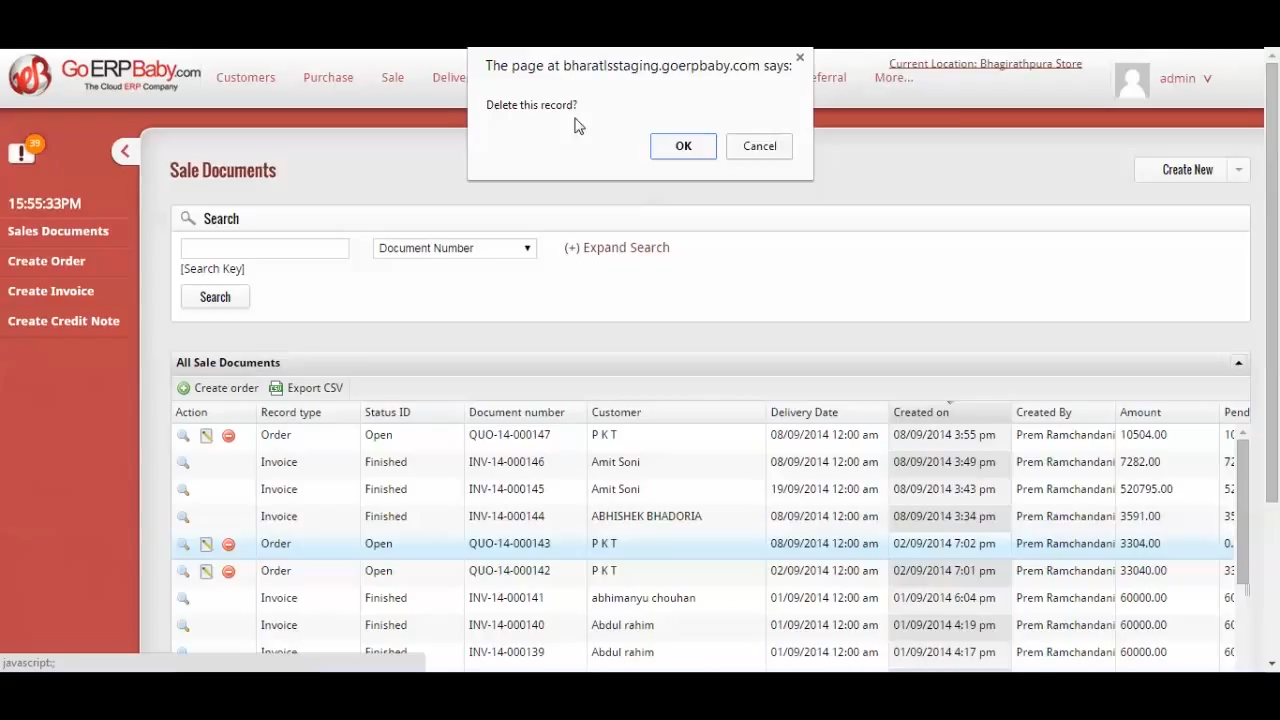 The page at bharatlsstaging.goerpbaby.com says:
Delete this record?
OK Cancel
GoERPBaby.com
The Cloud ERP Company
Customers Purchase Sale More...
Current Location: Bhagirathpura Store
admin
39
15:55:33PM
Sales Documents
Create Order
Create Invoice
Create Credit Note
Sale Documents
Create New
Search
Document Number
(+) Expand Search
[Search Key]
Search
All Sale Documents
Create order Export CSV
Action Record type Status ID Document number Customer Delivery Date Created on Created By Amount Pend
Order Open QUO-14-000147 P K T 08/09/2014 12:00 am 08/09/2014 3:55 pm Prem Ramchandani 10504.00
Invoice Finished INV-14-000146 Amit Soni 08/09/2014 12:00 am 08/09/2014 3:49 pm Prem Ramchandani 7282.00
Invoice Finished INV-14-000145 Amit Soni 19/09/2014 12:00 am 08/09/2014 3:43 pm Prem Ramchandani 520795.00
Invoice Finished INV-14-000144 ABHISHEK BHADORIA 08/09/2014 12:00 am 08/09/2014 3:34 pm Prem Ramchandani 3591.00
Order Open QUO-14-000143 P K T 08/09/2014 12:00 am 02/09/2014 7:02 pm Prem Ramchandani 3304.00 0.
Order Open QUO-14-000142 P K T 02/09/2014 12:00 am 02/09/2014 7:01 pm Prem Ramchandani 33040.00
Invoice Finished INV-14-000141 abhimanyu chouhan 01/09/2014 12:00 am 01/09/2014 6:04 pm Prem Ramchandani 60000.00
Invoice Finished INV-14-000140 Abdul rahim 01/09/2014 12:00 am 01/09/2014 4:19 pm Prem Ramchandani 60000.00
Invoice Finished INV-14-000139 Abdul rahim 01/09/2014 12:00 am 01/09/2014 4:17 pm Prem Ramchandani 60000.00
javascript:;